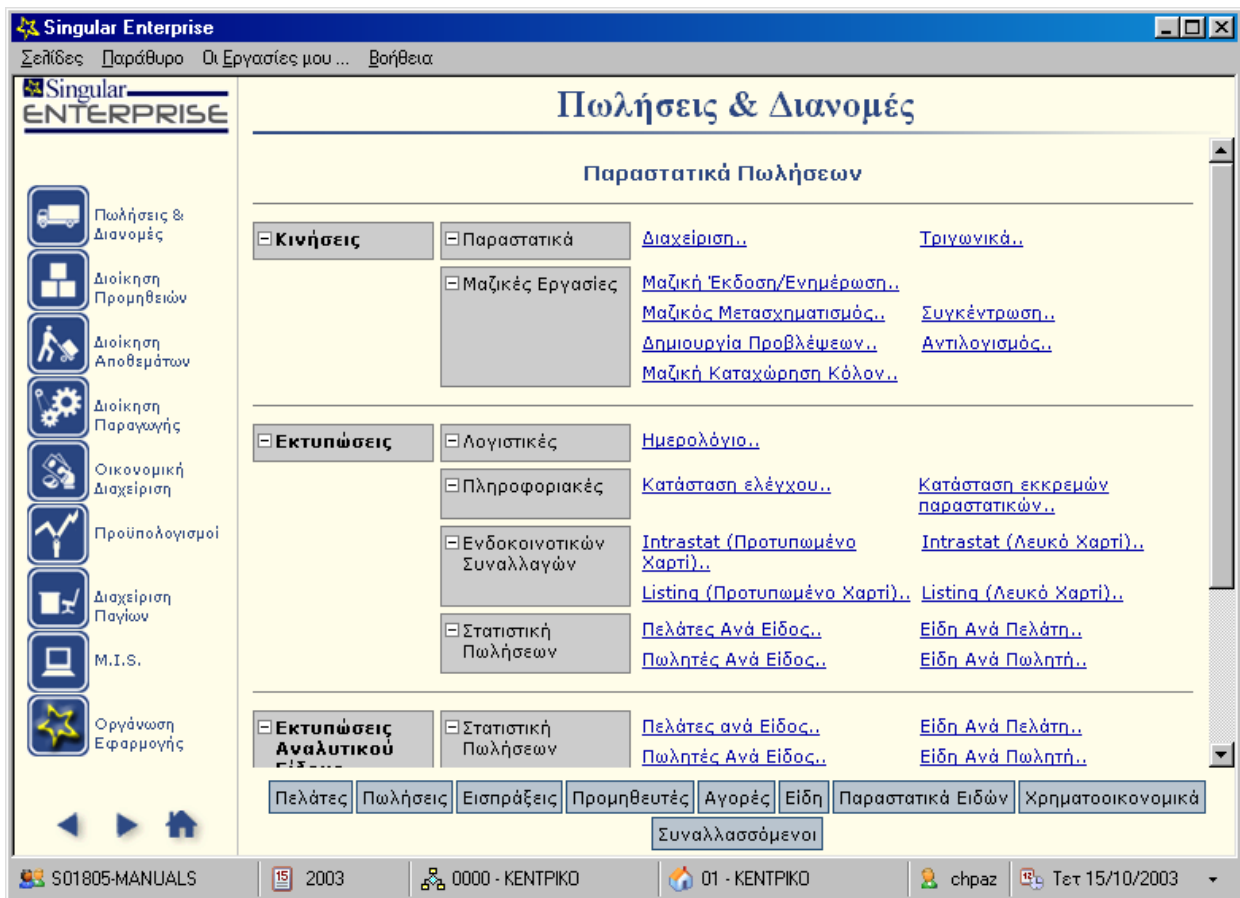 Singular Enterprise
Σελίδες Παράθυρο Οι Εργασίες μου ... Βοήθεια
Singular
ENTERPRISE
Πωλήσεις & Διανομές
Παραστατικά Πωλήσεων
Πωλήσεις &
Διανομές
Διοίκηση
Προμηθειών
Διοίκηση
Αποθεμάτων
Διοίκηση
Παραγωγής
Οικονομική
Διαχείριση
Προϋπολογισμοί
Διαχείριση
Παγίων
M.I.S.
Οργάνωση
Εφαρμογής
Κινήσεις
Παραστατικά
Διαχείριση.. Τριγωνικά..
Μαζικές Εργασίες
Μαζική Έκδοση/Ενημέρωση..
Μαζικός Μετασχηματισμός.. Συγκέντρωση..
Δημιουργία Προβλέψεων.. Αντιλογισμός..
Μαζική Καταχώρηση Κόλον..
Εκτυπώσεις
Λογιστικές
Ημερολόγιο..
Πληροφοριακές
Κατάσταση ελέγχου..
Κατάσταση εκκρεμών
παραστατικών..
Ενδοκοινοτικών
Συναλλαγών
Intrastat (Προτυπωμένο
Χαρτί)..
Intrastat (Λευκό Χαρτί)..
Listing (Προτυπωμένο Χαρτί).. Listing (Λευκό Χαρτί)..
Στατιστική
Πωλήσεων
Πελάτες Ανά Είδος.. Είδη Ανά Πελάτη..
Πωλητές Ανά Είδος.. Είδη Ανά Πωλητή..
Εκτυπώσεις
Αναλυτικού
Στατιστική
Πωλήσεων
Πελάτες ανά Είδος.. Είδη Ανά Πελάτη..
Πωλητές Ανά Είδος.. Είδη Ανά Πωλητή..
Πελάτες Πωλήσεις Εισπράξεις Προμηθευτές Αγορές Είδη Παραστατικά Ειδών Χρηματοοικονομικά
Συναλλασσόμενοι
S01805-MANUALS 15 2003 0000 - ΚΕΝΤΡΙΚΟ 01 - ΚΕΝΤΡΙΚΟ chpaz 12 Τετ 15/10/2003